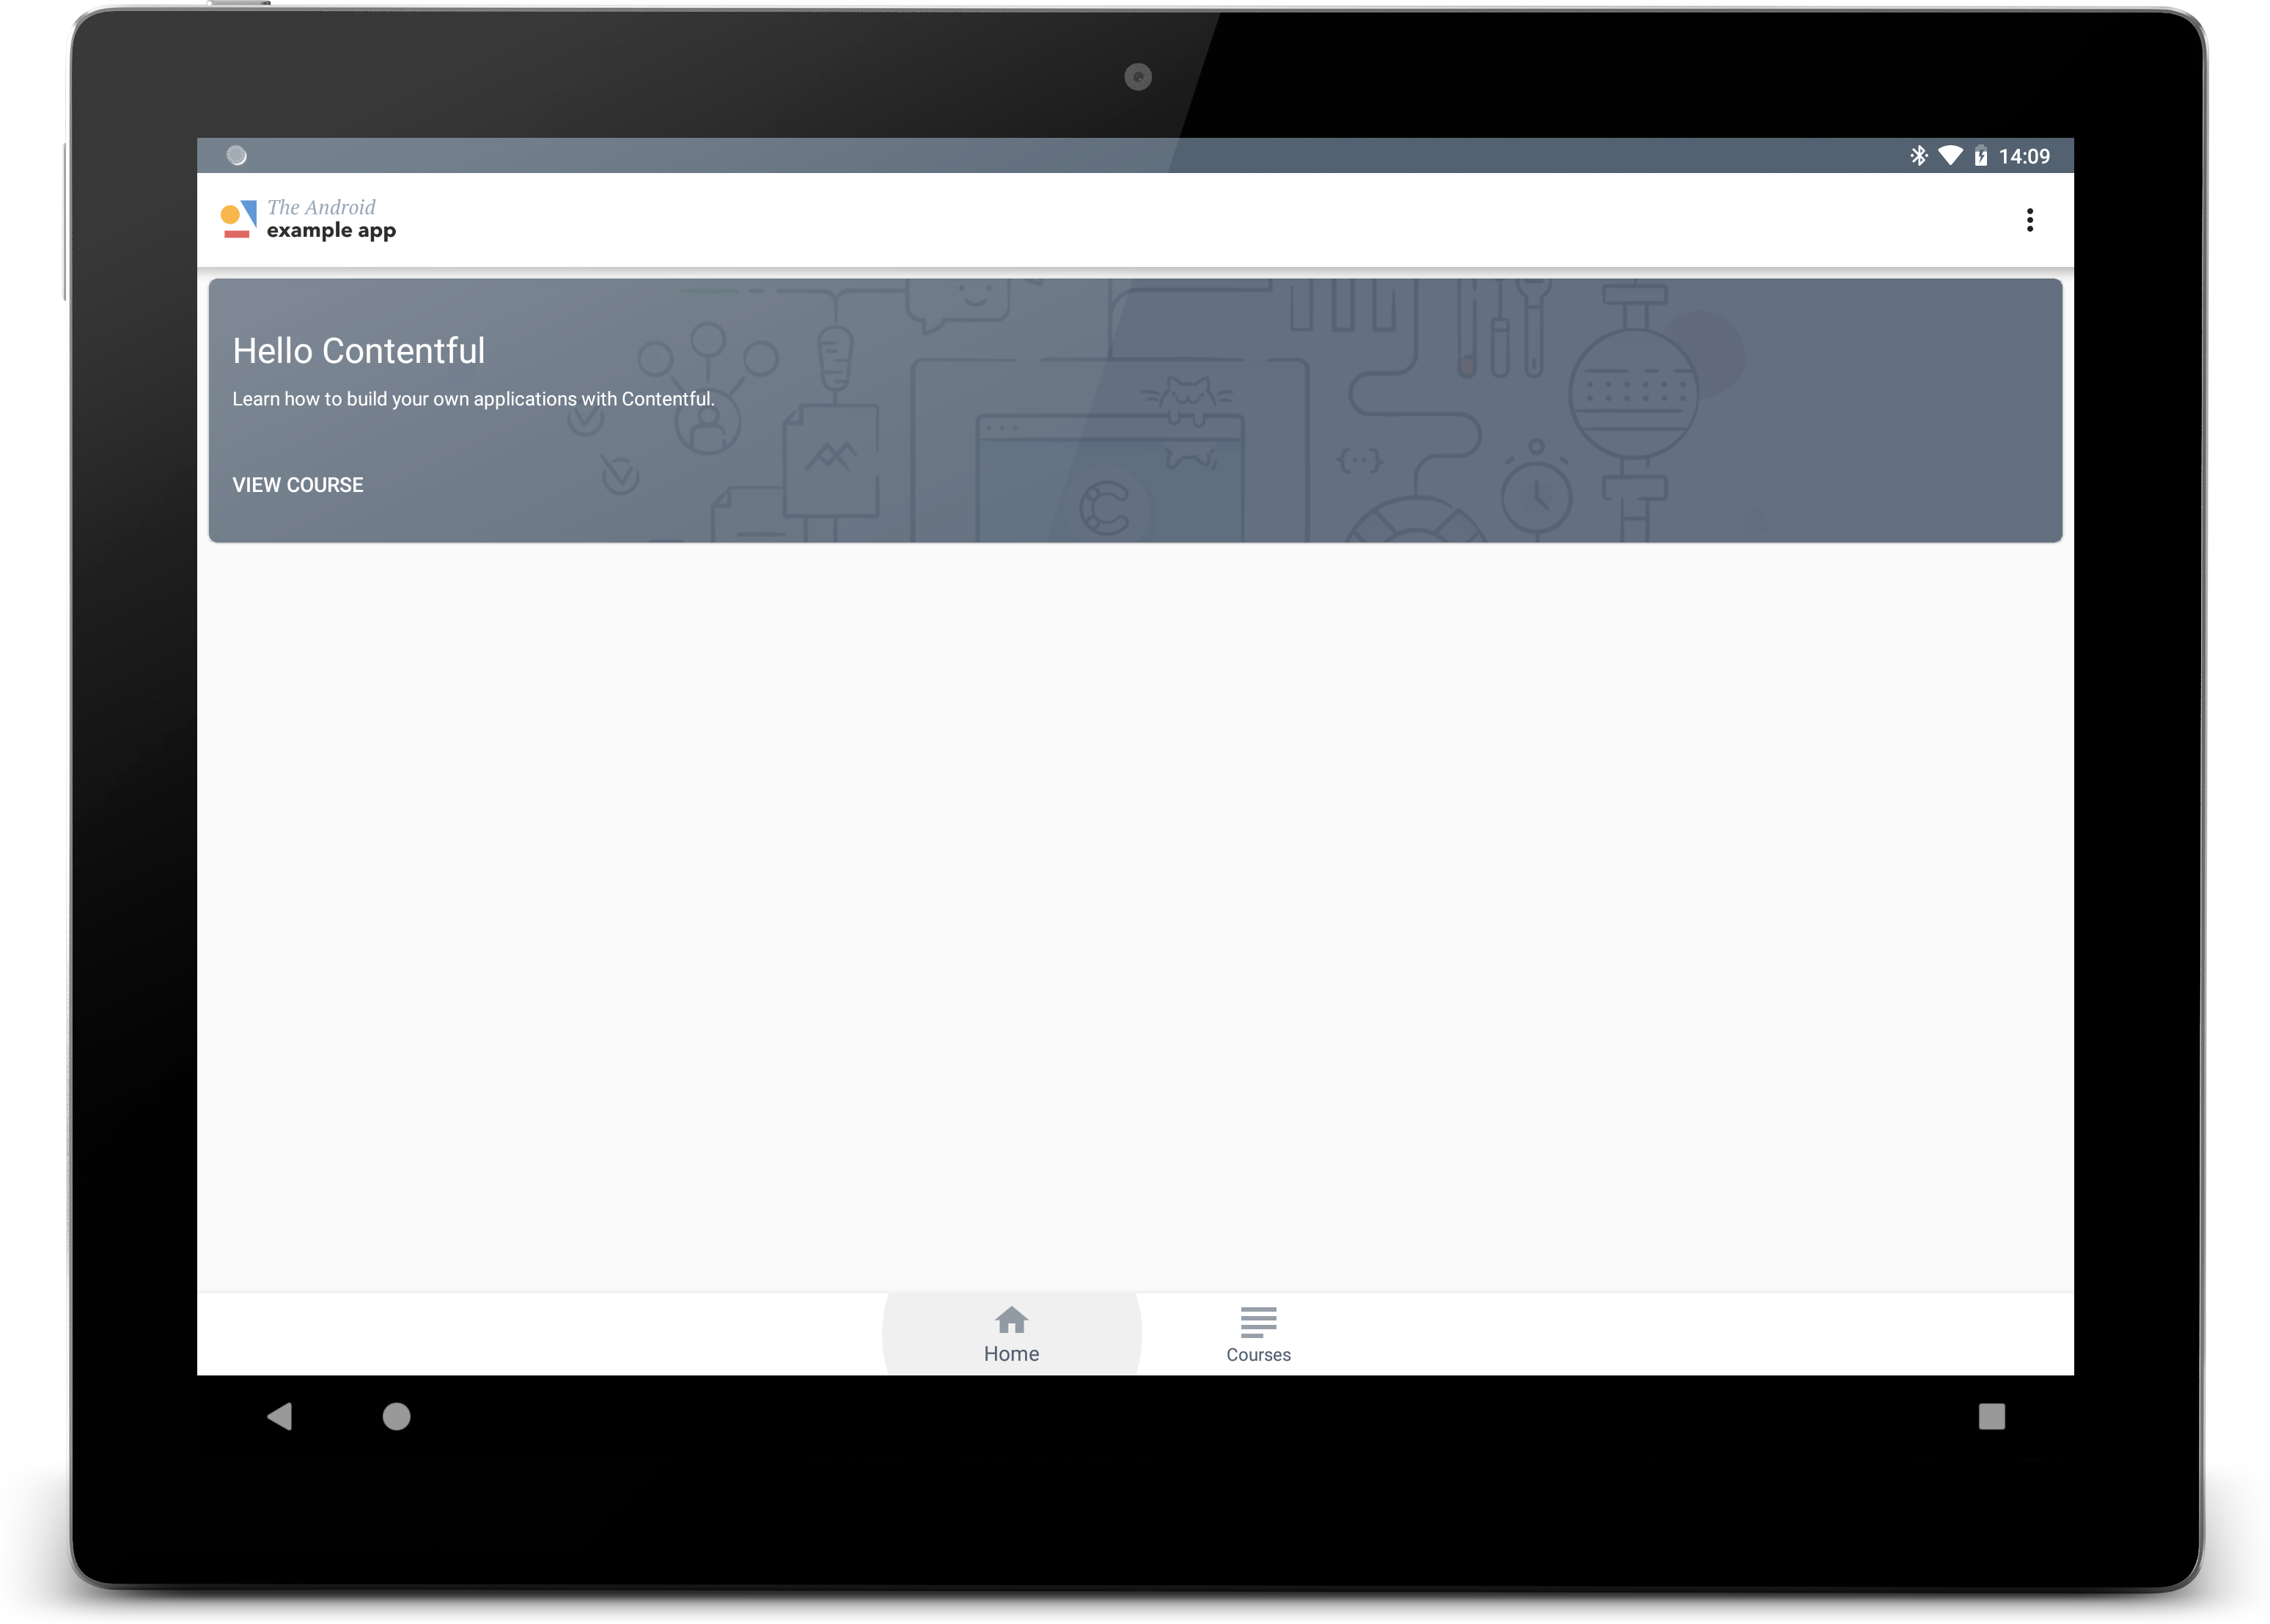 14:09
The Android
example app
Hello Contentful
Learn how to build your own applications with Contentful.
VIEW COURSE
Home
Courses